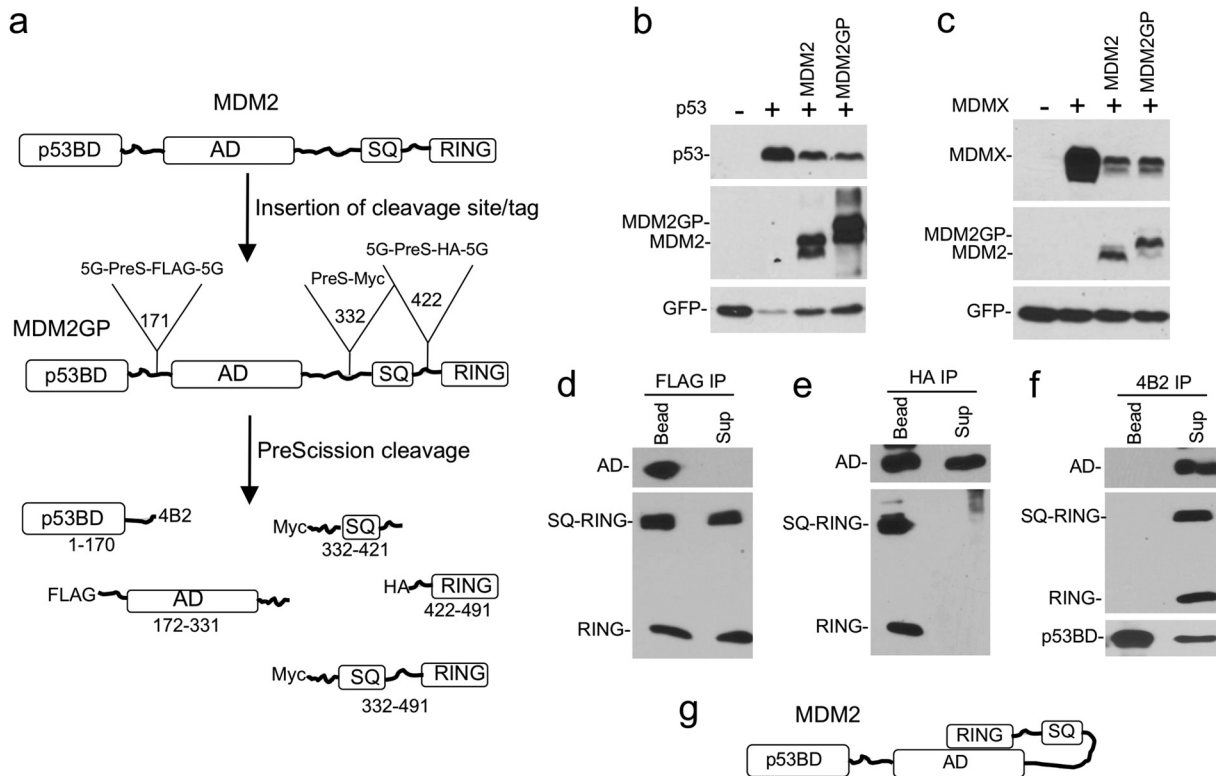 a
MDM2
p53BD AD SQ RING
Insertion of cleavage site/tag
5G-PreS-FLAG-5G PreS-Myc 5G-PreS-HA-5G
171 332 422
MDM2GP
p53BD AD SQ RING
PreScission cleavage
p53BD 4B2
1-170
Myc SQ
332-421
FLAG AD
172-331
HA RING
422-491
Myc SQ RING
332-491
b
MDM2 MDM2GP
p53 - + + +
p53-
MDM2GP-
MDM2-
GFP-
c
MDM2 MDM2GP
MDMX - + + +
MDMX-
MDM2GP-
MDM2-
GFP-
d
FLAG IP
Bead Sup
AD-
SQ-RING-
RING-
e
HA IP
Bead Sup
AD-
SQ-RING-
RING-
f
4B2 IP
Bead Sup
AD-
SQ-RING-
RING-
p53BD-
g
MDM2
RING SQ
p53BD AD